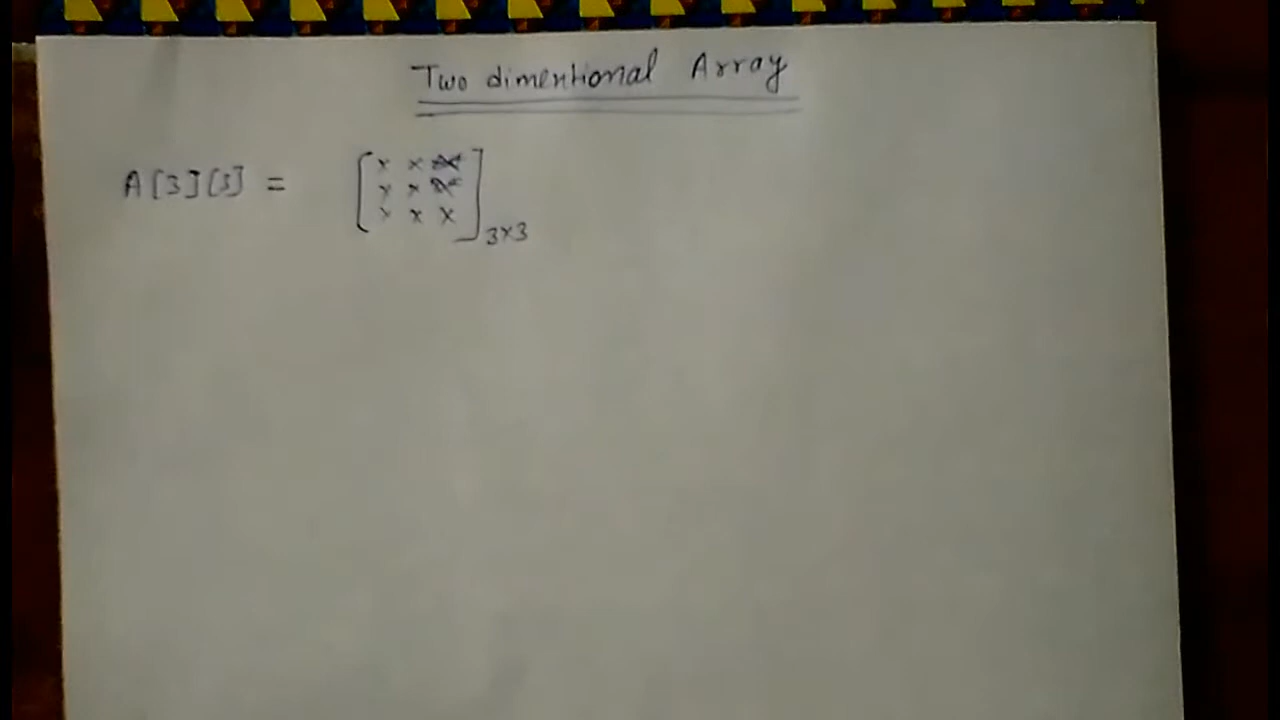 Two dimentional Array
A[3][3] = [ x x x
x x x
x x x ] 3x3